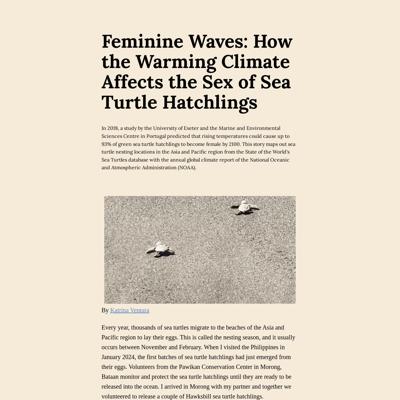 Feminine Waves: How
the Warming Climate
Affects the Sex of Sea
Turtle Hatchlings
In 2018, a study by the University of Exeter and the Marine and Environmental
Sciences Centre in Portugal predicted that rising temperatures could cause up to
93% of green sea turtle hatchlings to become female by 2100. This story maps out sea
turtle nesting locations in the Asia and Pacific region from the State of the World's
Sea Turtles database with the annual global climate report of the National Oceanic
and Atmospheric Administration (NOAA).
By Katrina Ventura
Every year, thousands of sea turtles migrate to the beaches of the Asia and
Pacific region to lay their eggs. This is called the nesting season, and it usually
occurs between November and February. When I visited the Philippines in
January 2024, the first batches of sea turtle hatchlings had just emerged from
their eggs. Volunteers from the Pawikan Conservation Center in Morong,
Bataan monitor and protect the sea turtle hatchlings until they are ready to be
released into the ocean. I arrived in Morong with my partner and together we
volunteered to release a couple of Hawksbill sea turtle hatchlings.